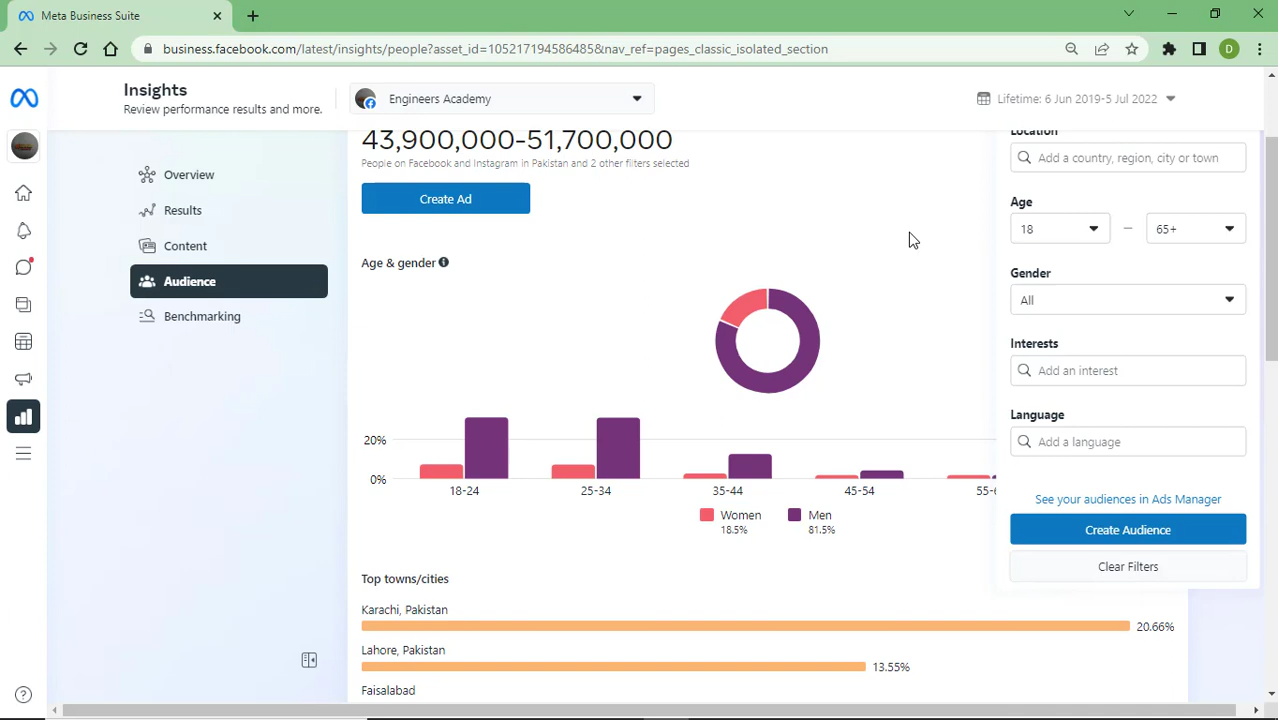 Meta Business Suite
business.facebook.com/latest/insights/people?asset_id=105217194586485&nav_ref=pages_classic_isolated_section
D
Insights
Review performance results and more.
Engineers Academy
Lifetime: 6 Jun 2019-5 Jul 2022
Overview
Results
Content
Audience
Benchmarking
43,900,000-51,700,000
People on Facebook and Instagram in Pakistan and 2 other filters selected
Create Ad
Age & gender
20%
0%
18-24
25-34
35-44
45-54
55-6
Women
18.5%
Men
81.5%
Top towns/cities
Karachi, Pakistan
20.66%
Lahore, Pakistan
13.55%
Faisalabad
Location
Add a country, region, city or town
Age
18
65+
Gender
All
Interests
Add an interest
Language
Add a language
See your audiences in Ads Manager
Create Audience
Clear Filters